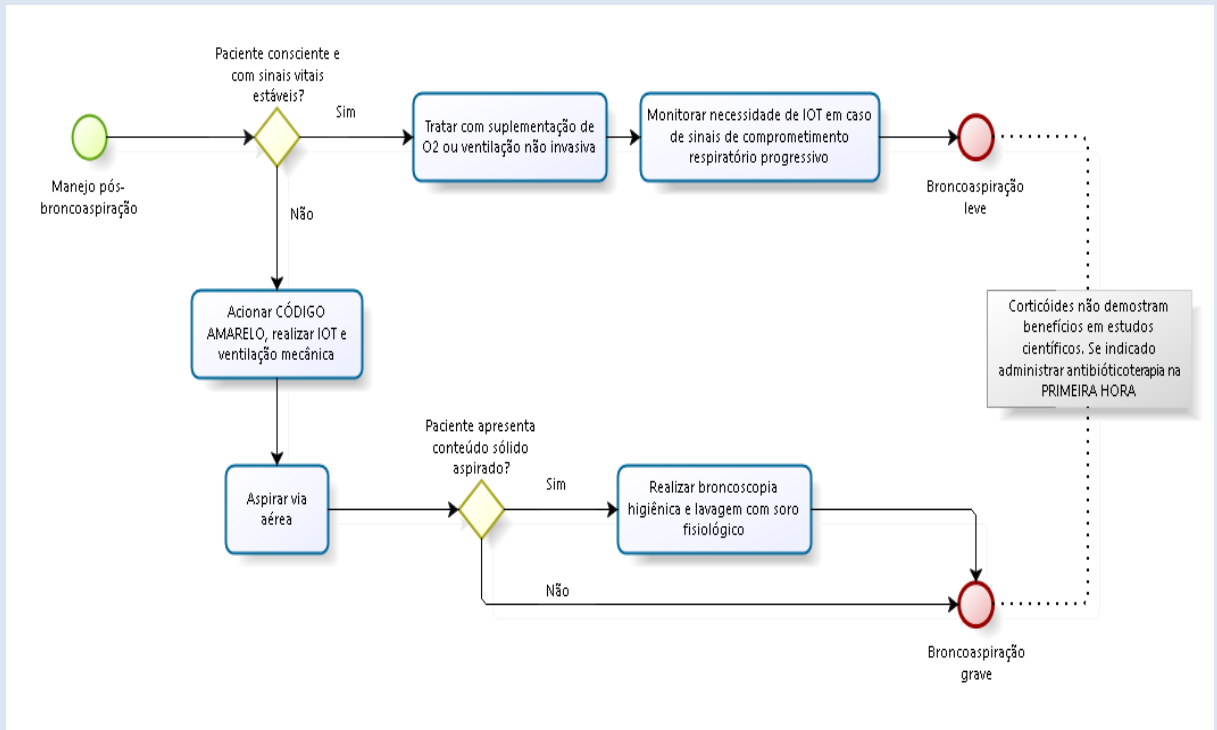 Paciente consciente e
com sinais vitais
estáveis?
Sim
Tratar com suplementação de
O2 ou ventilação não invasiva
Monitorar necessidade de IOT em caso
de sinais de comprometimento
respiratório progressivo
Manejo pós-
broncoaspiração
Broncoaspiração
leve
Não
Acionar CÓDIGO
AMARELO, realizar IOT e
ventilação mecânica
Corticóides não demostram
benefícios em estudos
científicos. Se indicado
administrar antibióticoterapia na
PRIMEIRA HORA
Aspirar via
aérea
Paciente apresenta
conteúdo sólido
aspirado?
Sim
Realizar broncoscopia
higiênica e lavagem com soro
fisiológico
Não
Broncoaspiração
grave